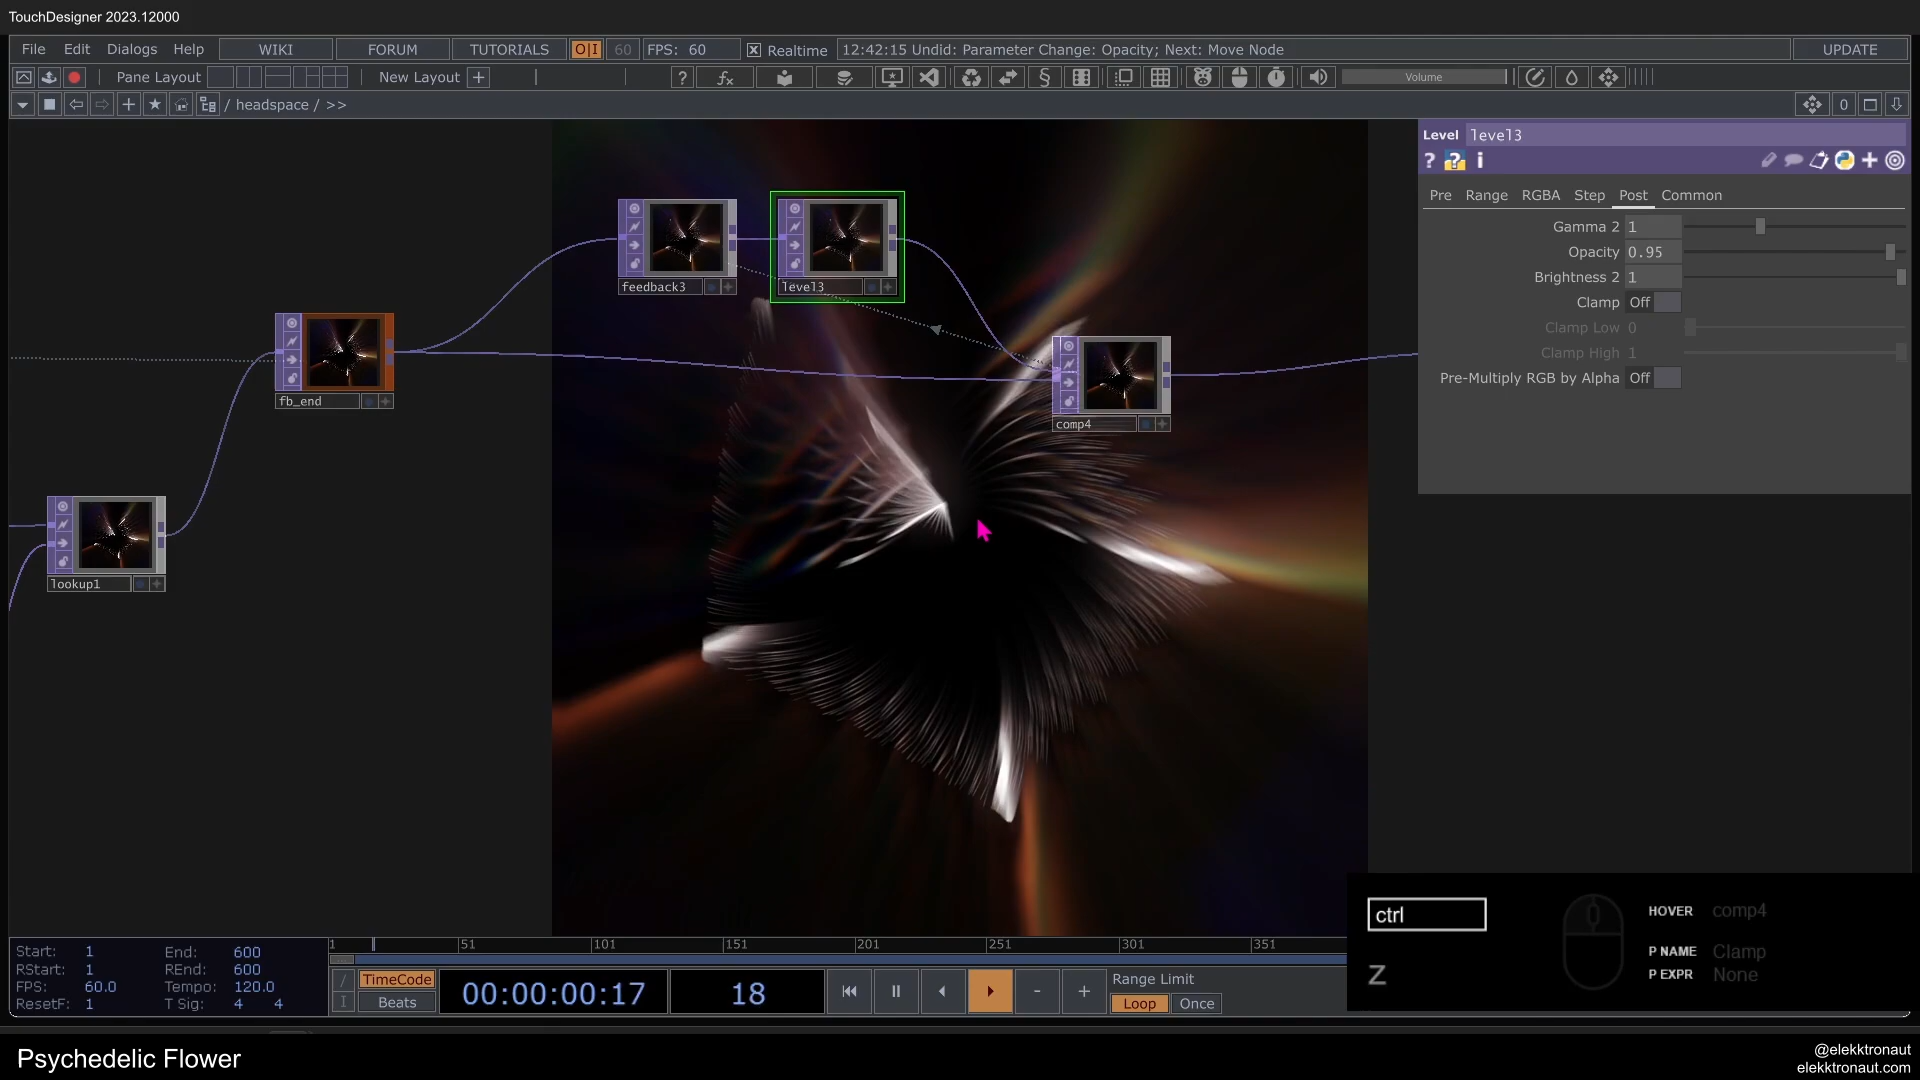 TouchDesigner 2023.12000
File Edit Dialogs Help WIKI FORUM TUTORIALS O|I 60 FPS: 60 Realtime 12:42:15 Undid: Parameter Change: Opacity; Next: Move Node UPDATE
Pane Layout New Layout + ? fx § Volume
/ headspace / >> 0
Level level3
? ? i
Pre Range RGBA Step Post Common
Gamma 2 1
Opacity 0.95
Brightness 2 1
Clamp Off
Clamp Low 0
Clamp High 1
Pre-Multiply RGB by Alpha Off
feedback3
level3
fb_end
comp4
lookup1
1 51 101 151 201 251 301 351
Start: 1 End: 600
RStart: 1 REnd: 600
FPS: 60.0 Tempo: 120.0
ResetF: 1 T Sig: 4 4
/ TimeCode
I Beats
00:00:00:17 18 - +
Range Limit
Loop Once
ctrl
Z
HOVER comp4
P NAME Clamp
P EXPR None
Psychedelic Flower
@elekktronaut
elekktronaut.com